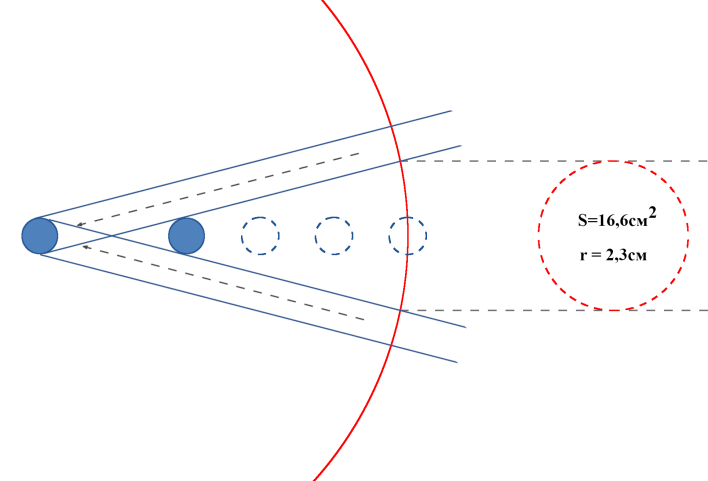 S=16,6см²
r = 2,3см